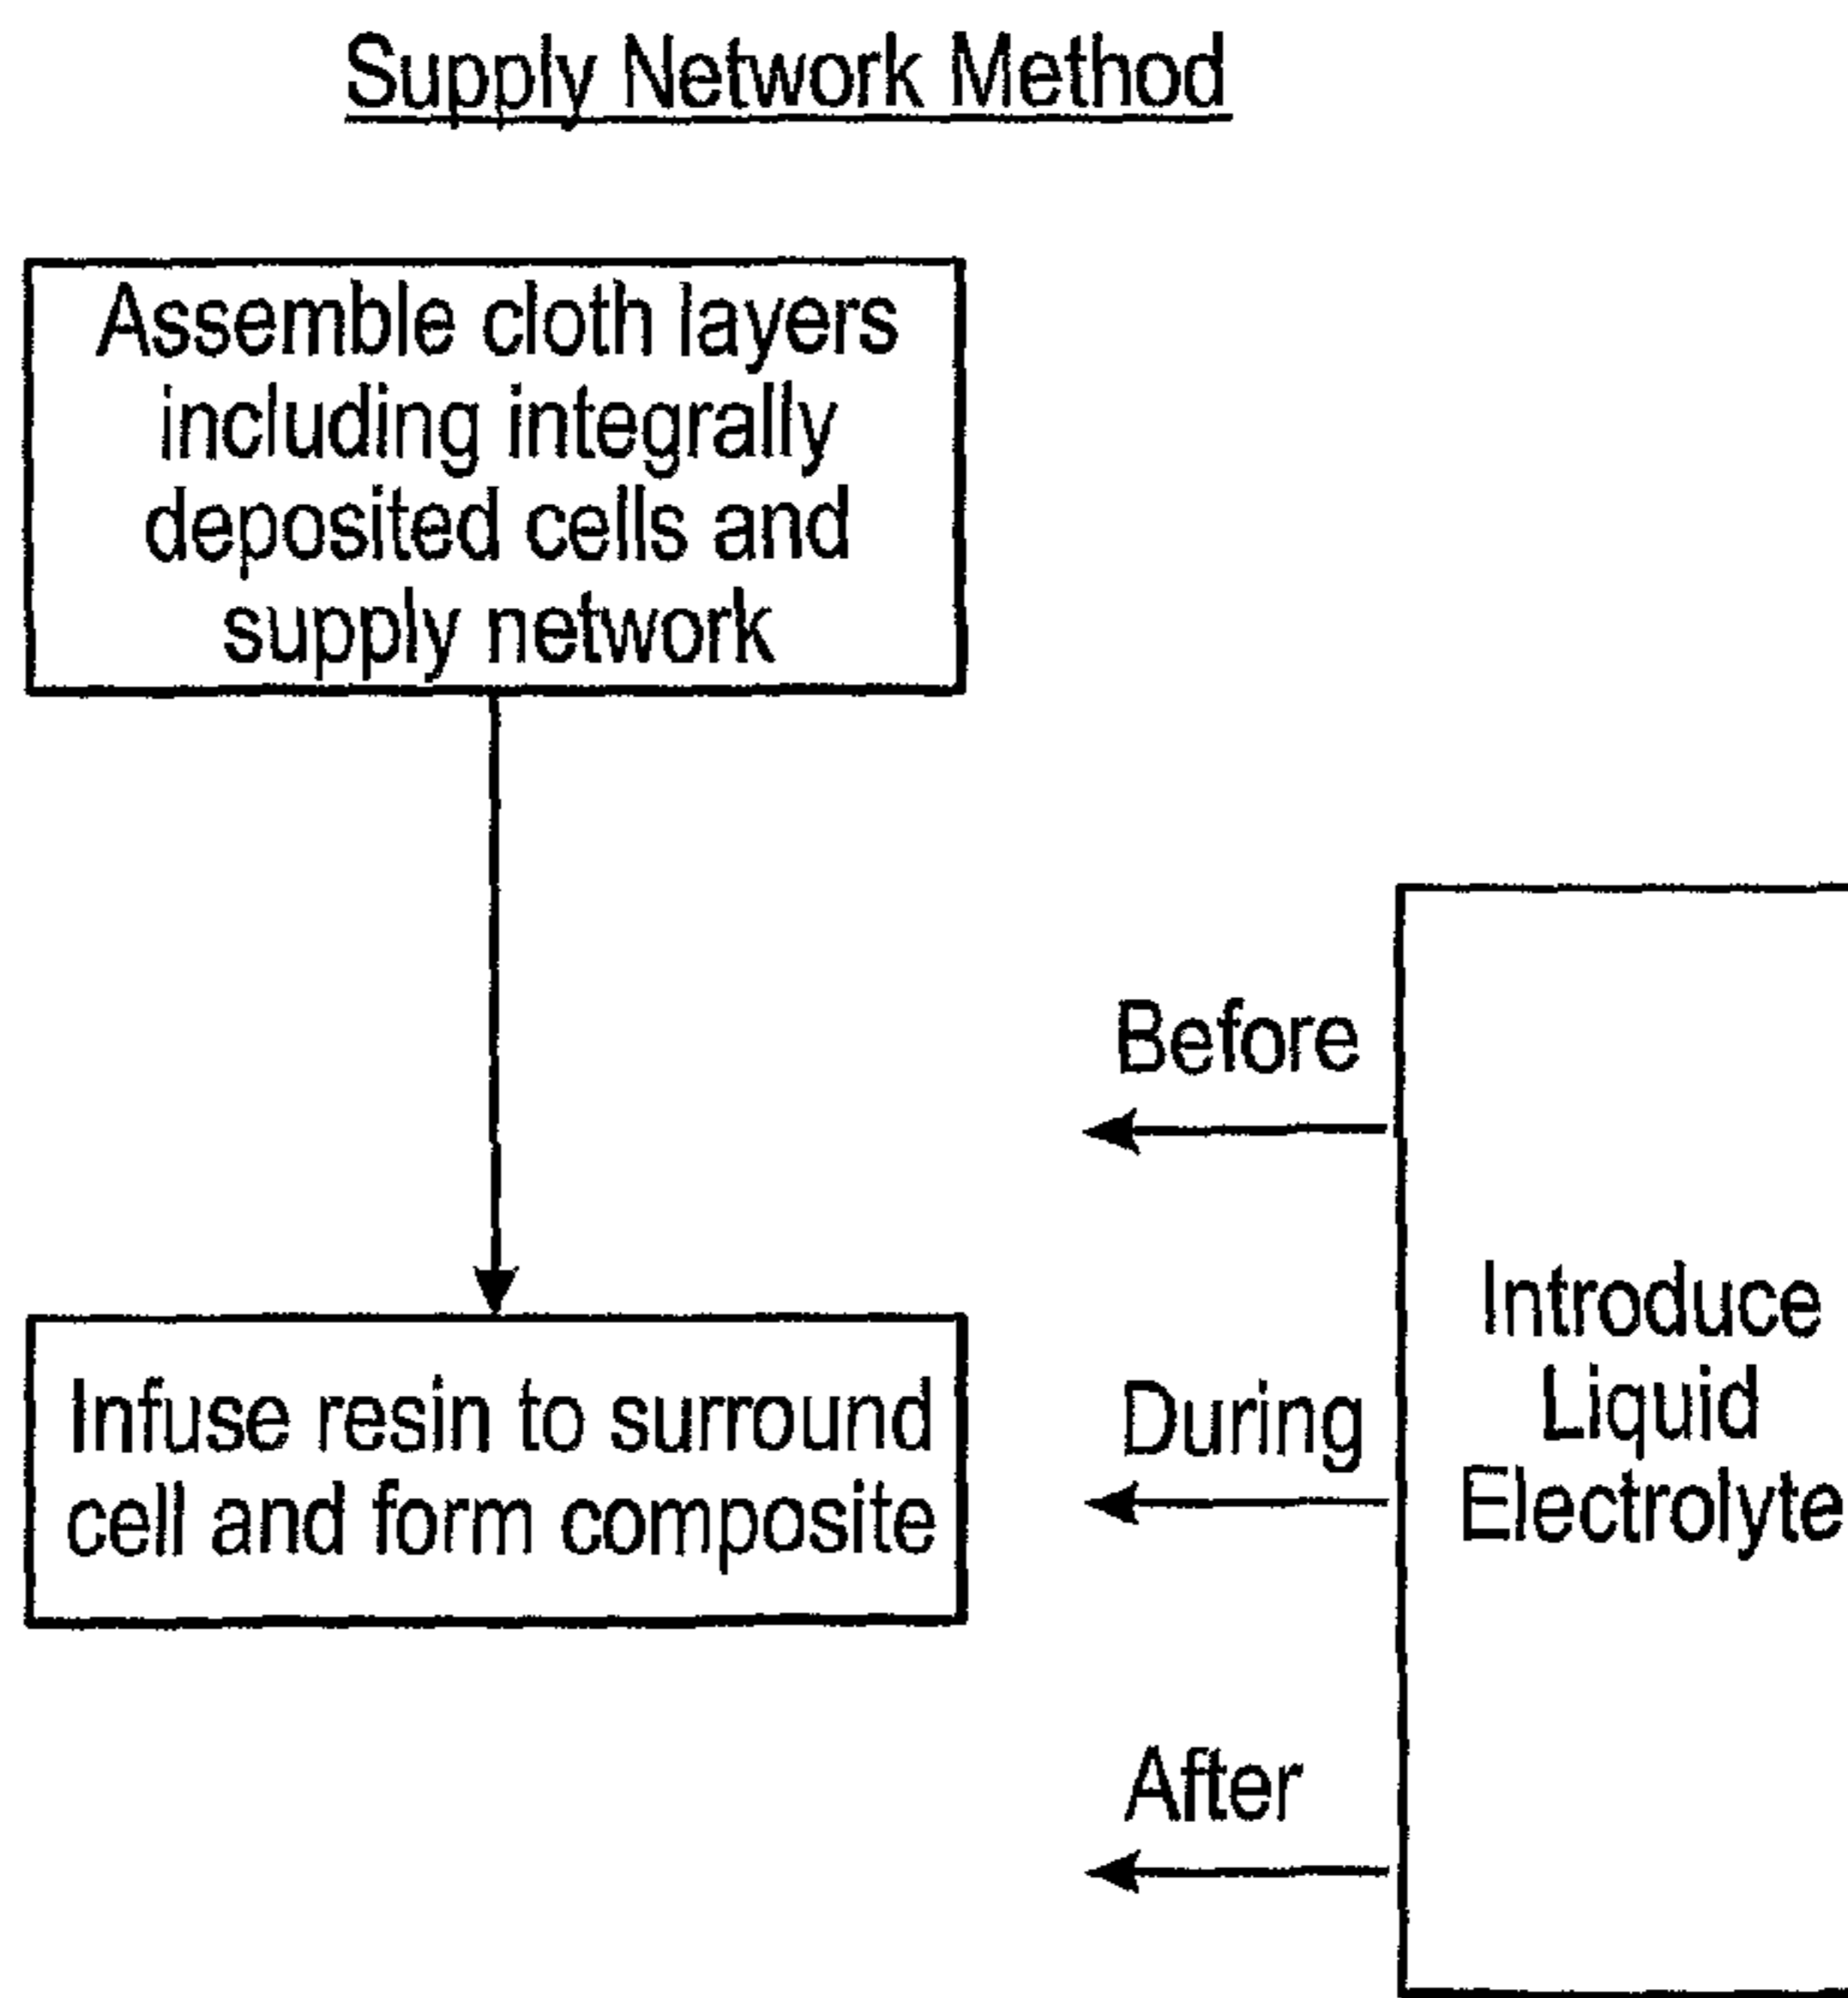 Supply Network Method
Assemble cloth layers
including integrally
deposited cells and
supply network
Infuse resin to surround
cell and form composite
Before
During
After
Introduce
Liquid
Electrolyte